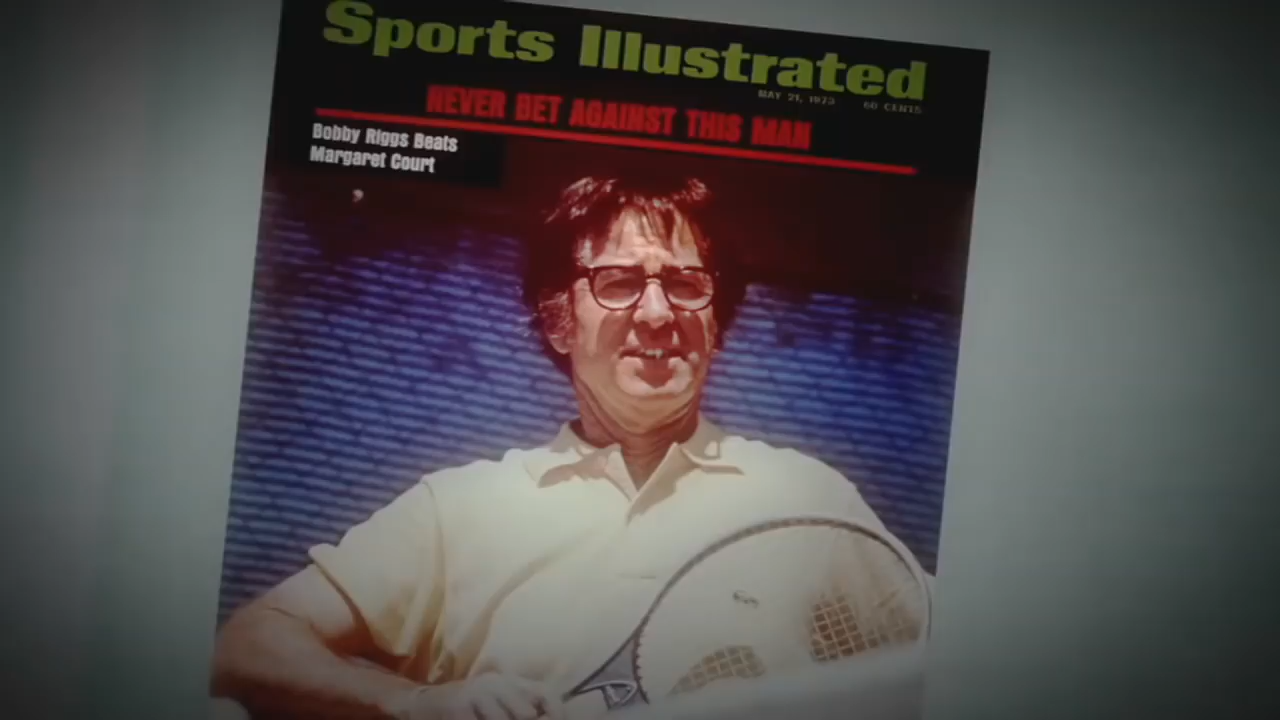 Sports Illustrated
MAY 21, 1973 60 CENTS
NEVER BET AGAINST THIS MAN
Bobby Riggs Beats
Margaret Court